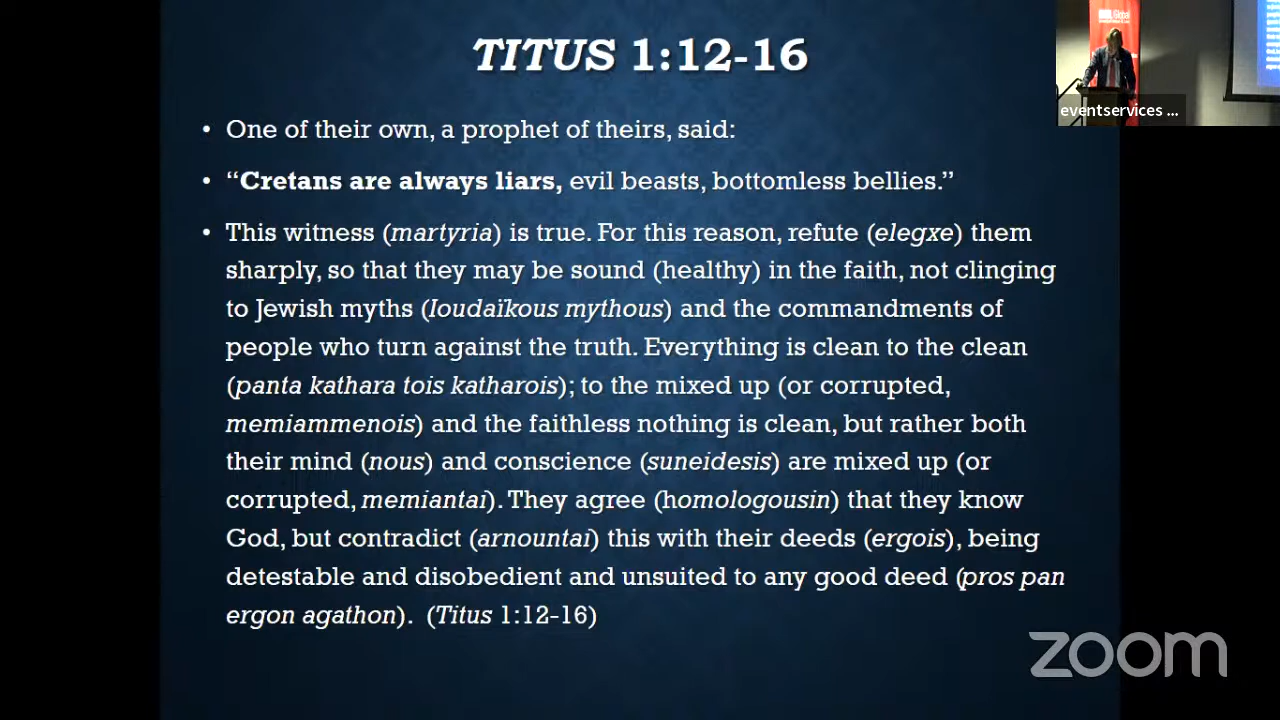 TITUS 1:12-16
• One of their own, a prophet of theirs, said:
• “Cretans are always liars, evil beasts, bottomless bellies.”
• This witness (martyria) is true. For this reason, refute (elegxe) them
sharply, so that they may be sound (healthy) in the faith, not clinging
to Jewish myths (Ioudaïkous mythous) and the commandments of
people who turn against the truth. Everything is clean to the clean
(panta kathara tois katharois); to the mixed up (or corrupted,
memiammenois) and the faithless nothing is clean, but rather both
their mind (nous) and conscience (suneidesis) are mixed up (or
corrupted, memiantai). They agree (homologousin) that they know
God, but contradict (arnountai) this with their deeds (ergois), being
detestable and disobedient and unsuited to any good deed (pros pan
ergon agathon). (Titus 1:12-16)
Global
eventservices ...
zoom